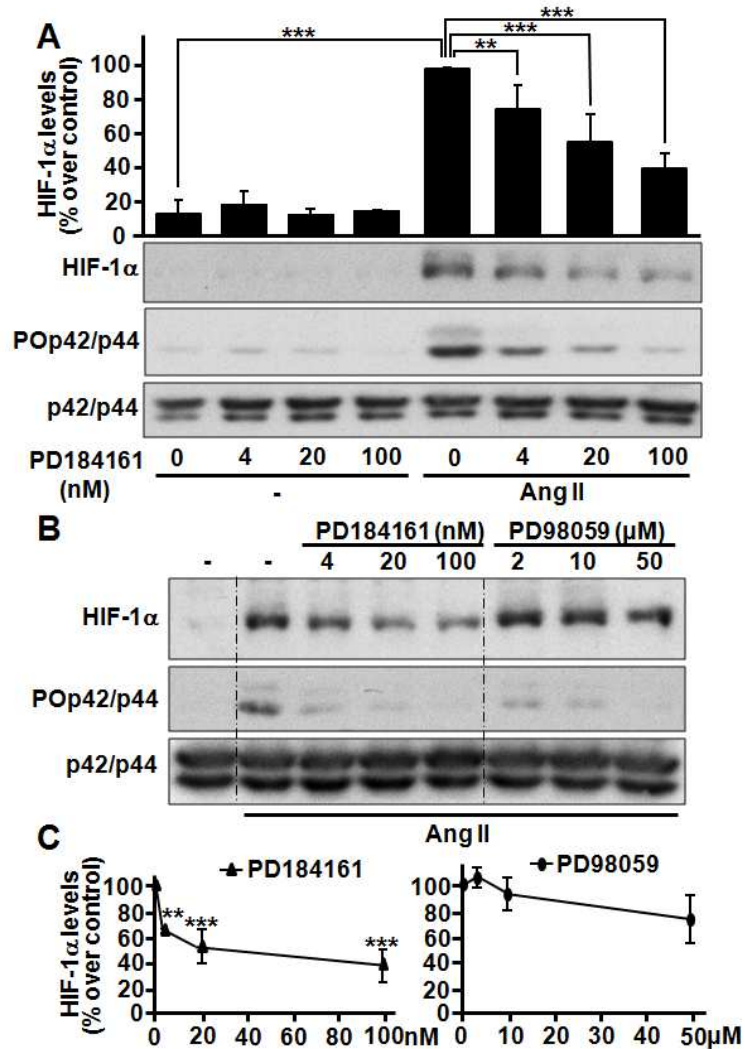 A
***
***
***
**
HIF-1α levels
(% over control)
100
80
60
40
20
0
HIF-1α
POp42/p44
p42/p44
PD184161 0 4 20 100 0 4 20 100
(nM)
- Ang II
B
PD184161 (nM) PD98059 (µM)
- - 4 20 100 2 10 50
HIF-1α
POp42/p44
p42/p44
Ang II
C
PD184161 PD98059
HIF-1α levels
(% over control)
100
80
60
40
20
0
** *** ***
0 20 40 60 80 100nM
100
80
60
40
20
0
0 10 20 30 40 50µM